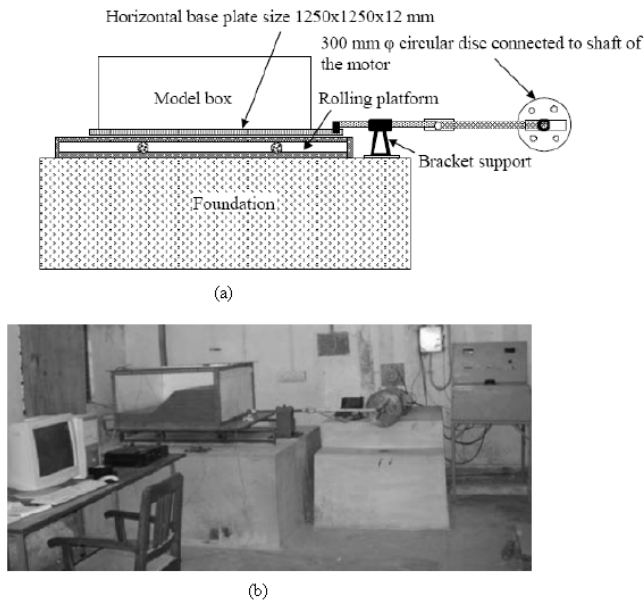 Horizontal base plate size 1250x1250x12 mm
300 mm φ circular disc connected to shaft of
the motor
Model box
Rolling platform
Bracket support
Foundation
(a)
(b)